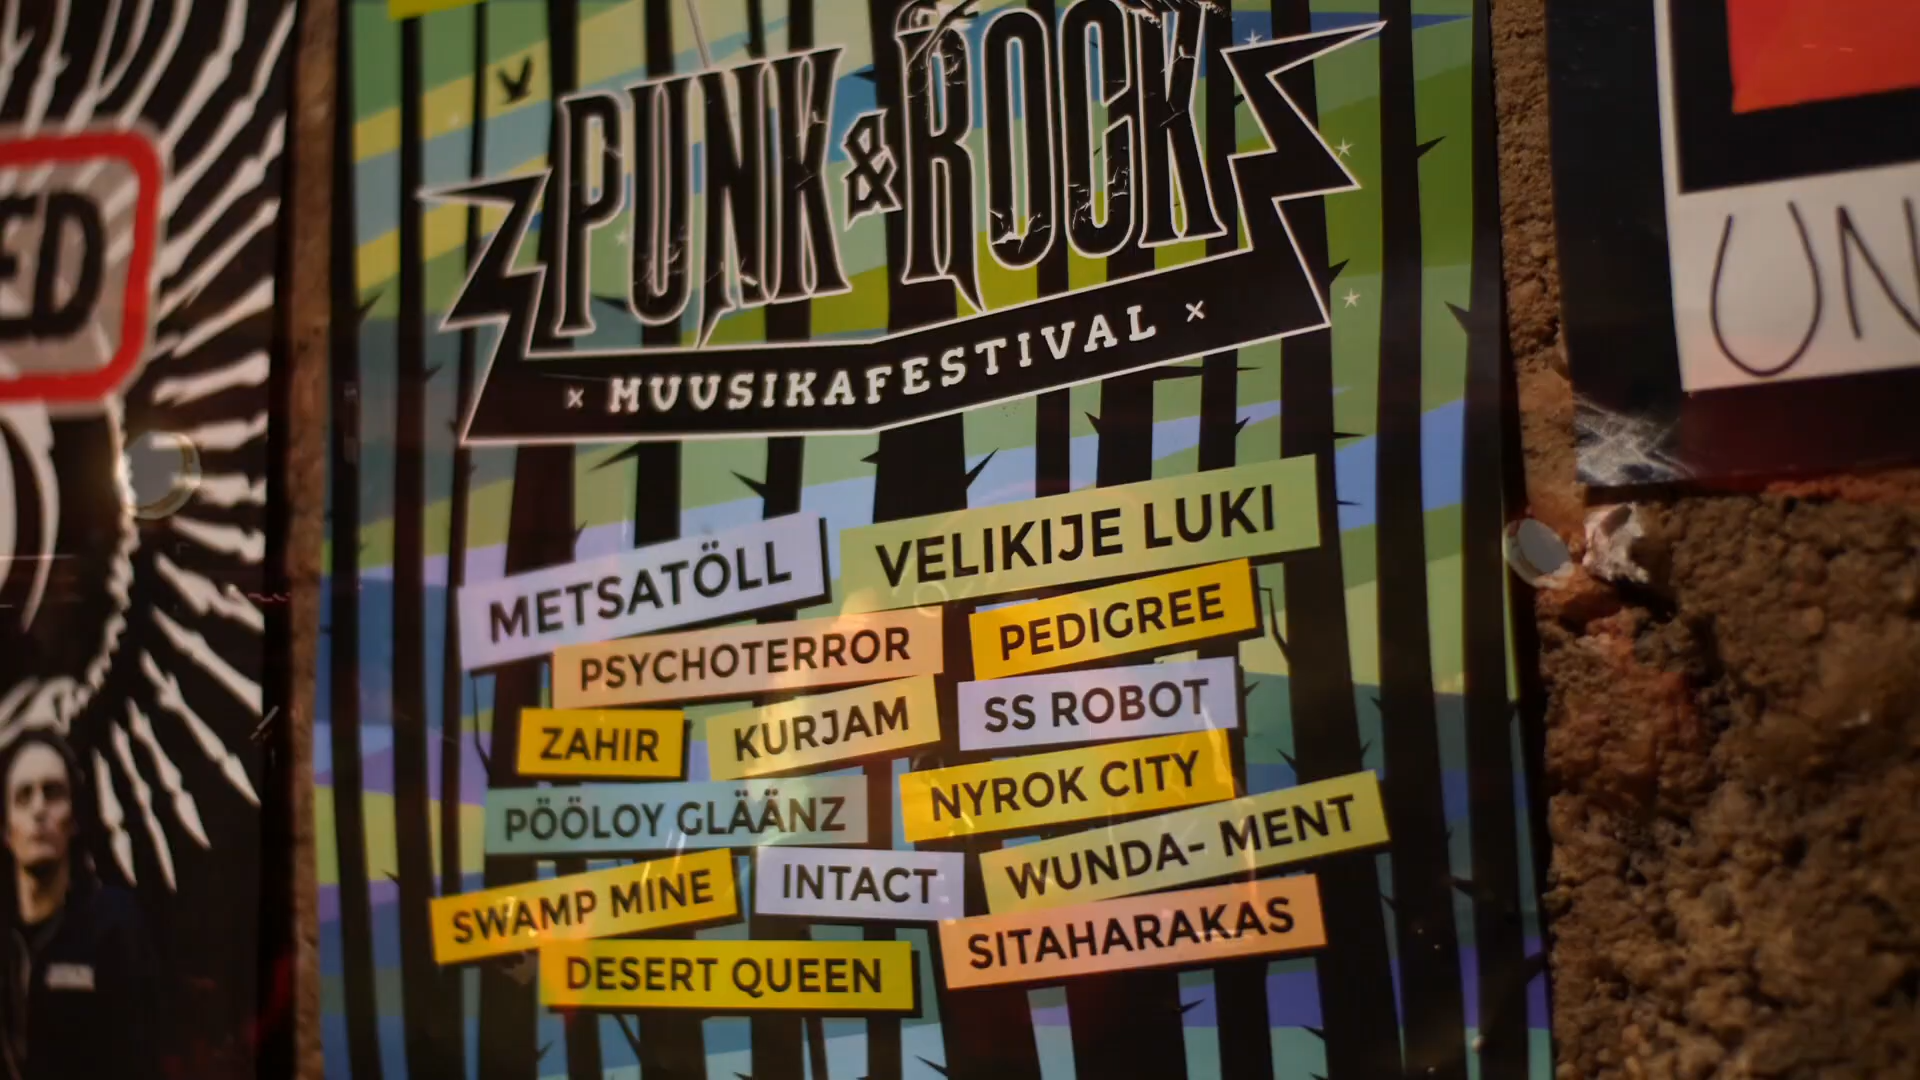 PUNK & ROCK
× MUUSIKAFESTIVAL ×
METSATÖLL
VELIKIJE LUKI
PSYCHOTERROR
PEDIGREE
ZAHIR
KURJAM
SS ROBOT
PÖÖLOY GLÄÄNZ
NYROK CITY
SWAMP MINE
INTACT
WUNDA- MENT
DESERT QUEEN
SITAHARAKAS
ED
UN